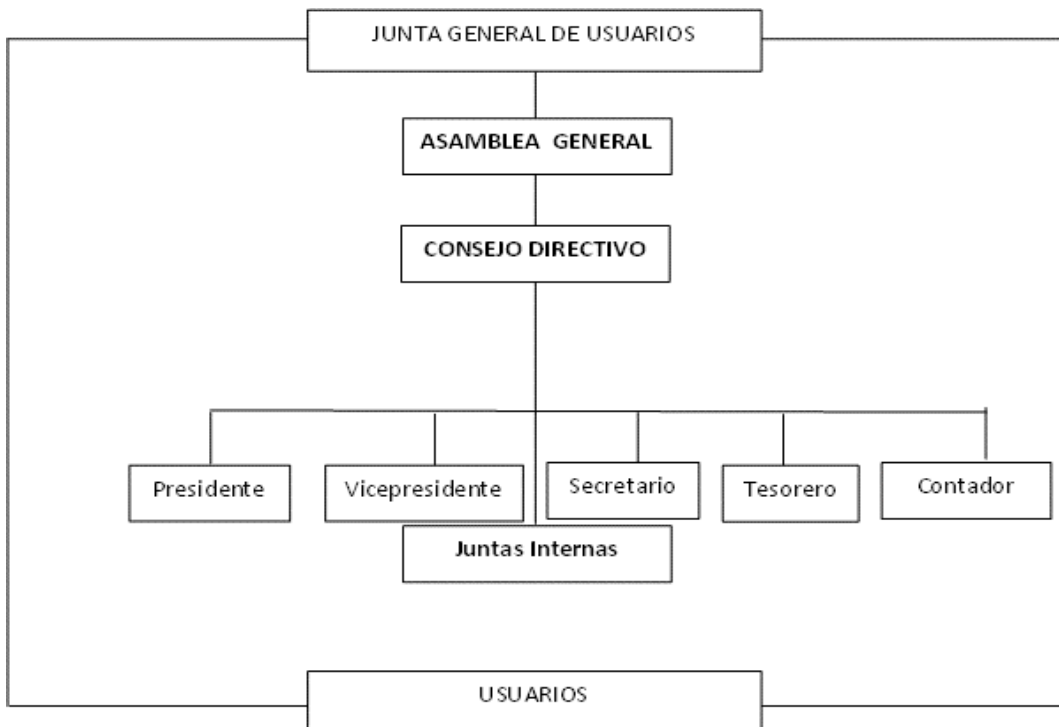 JUNTA GENERAL DE USUARIOS
ASAMBLEA GENERAL
CONSEJO DIRECTIVO
Presidente
Vicepresidente
Secretario
Tesorero
Contador
Juntas Internas
USUARIOS